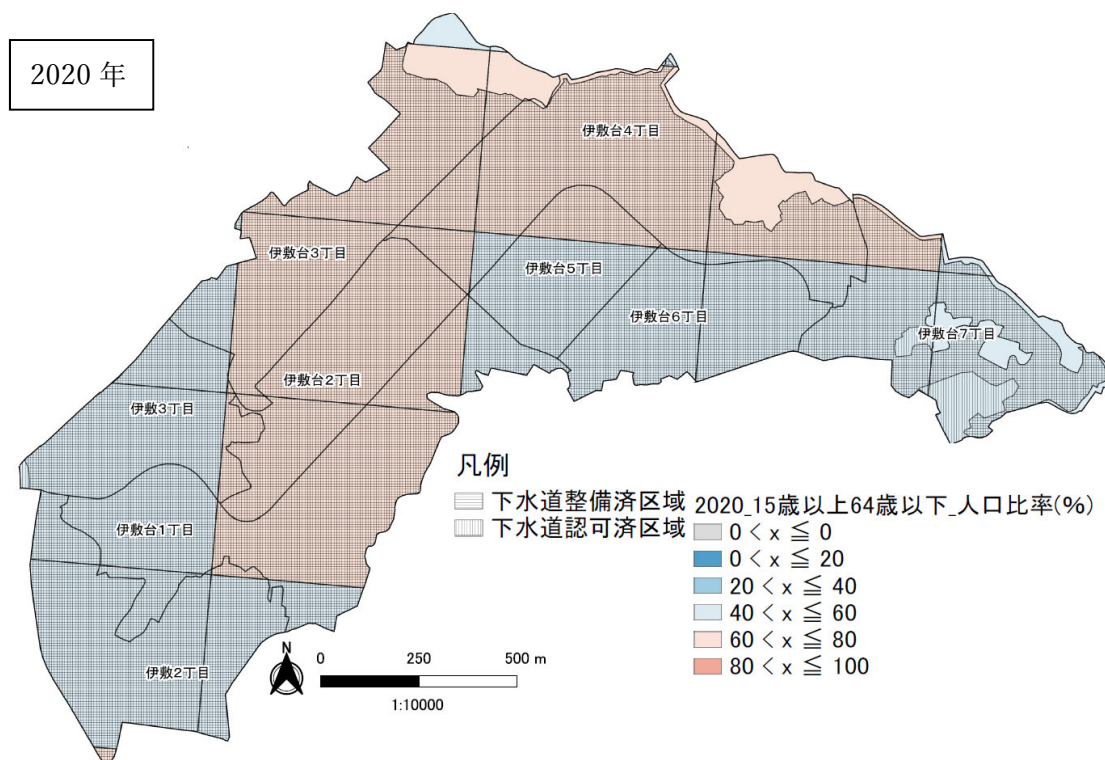 2020 年
伊敷台4丁目
伊敷台3丁目
伊敷台5丁目
伊敷台6丁目
伊敷台7丁目
伊敷台2丁目
伊敷3丁目
伊敷台1丁目
伊敷2丁目
凡例
下水道整備済区域
下水道認可済区域
2020_15歳以上64歳以下_人口比率(%)
0 < x ≦ 0
0 < x ≦ 20
20 < x ≦ 40
40 < x ≦ 60
60 < x ≦ 80
80 < x ≦ 100
N
0 250 500 m
1:10000